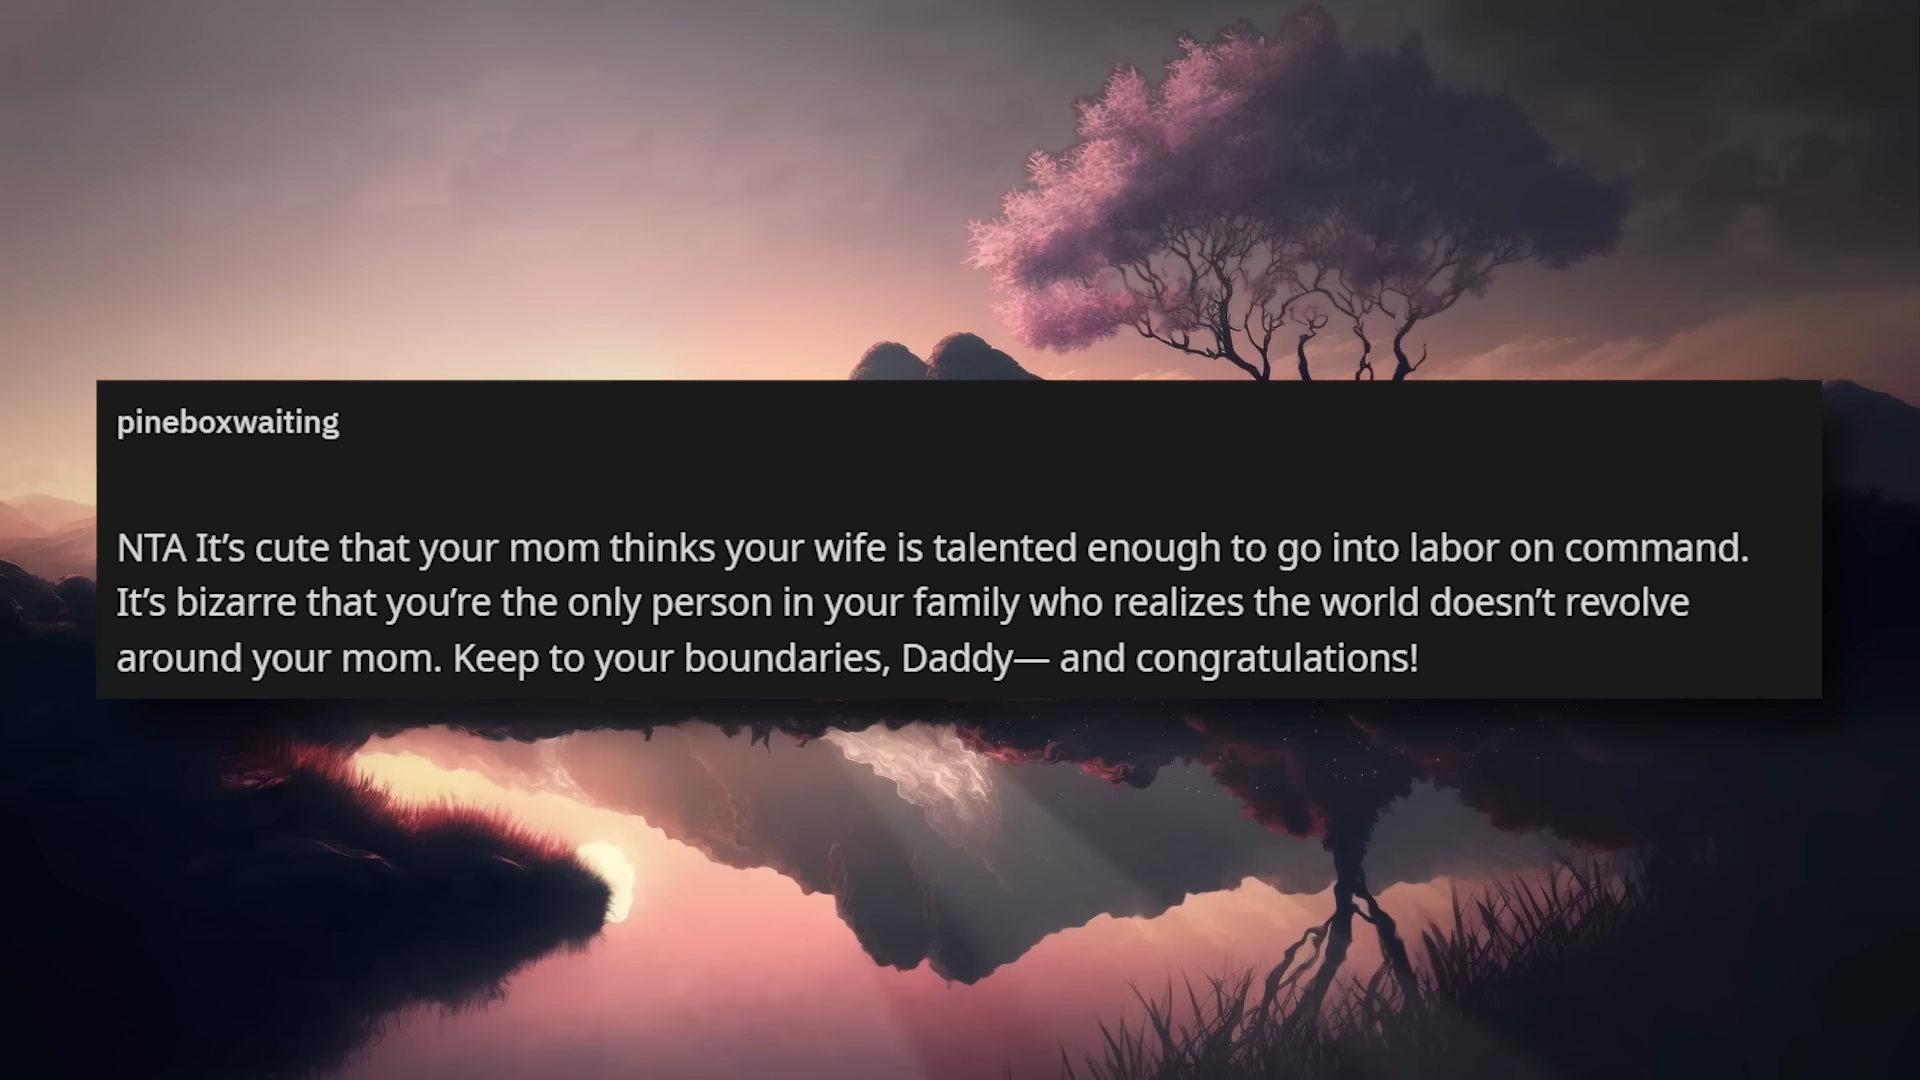 pineboxwaiting
NTA It’s cute that your mom thinks your wife is talented enough to go into labor on command.
It’s bizarre that you’re the only person in your family who realizes the world doesn’t revolve
around your mom. Keep to your boundaries, Daddy— and congratulations!